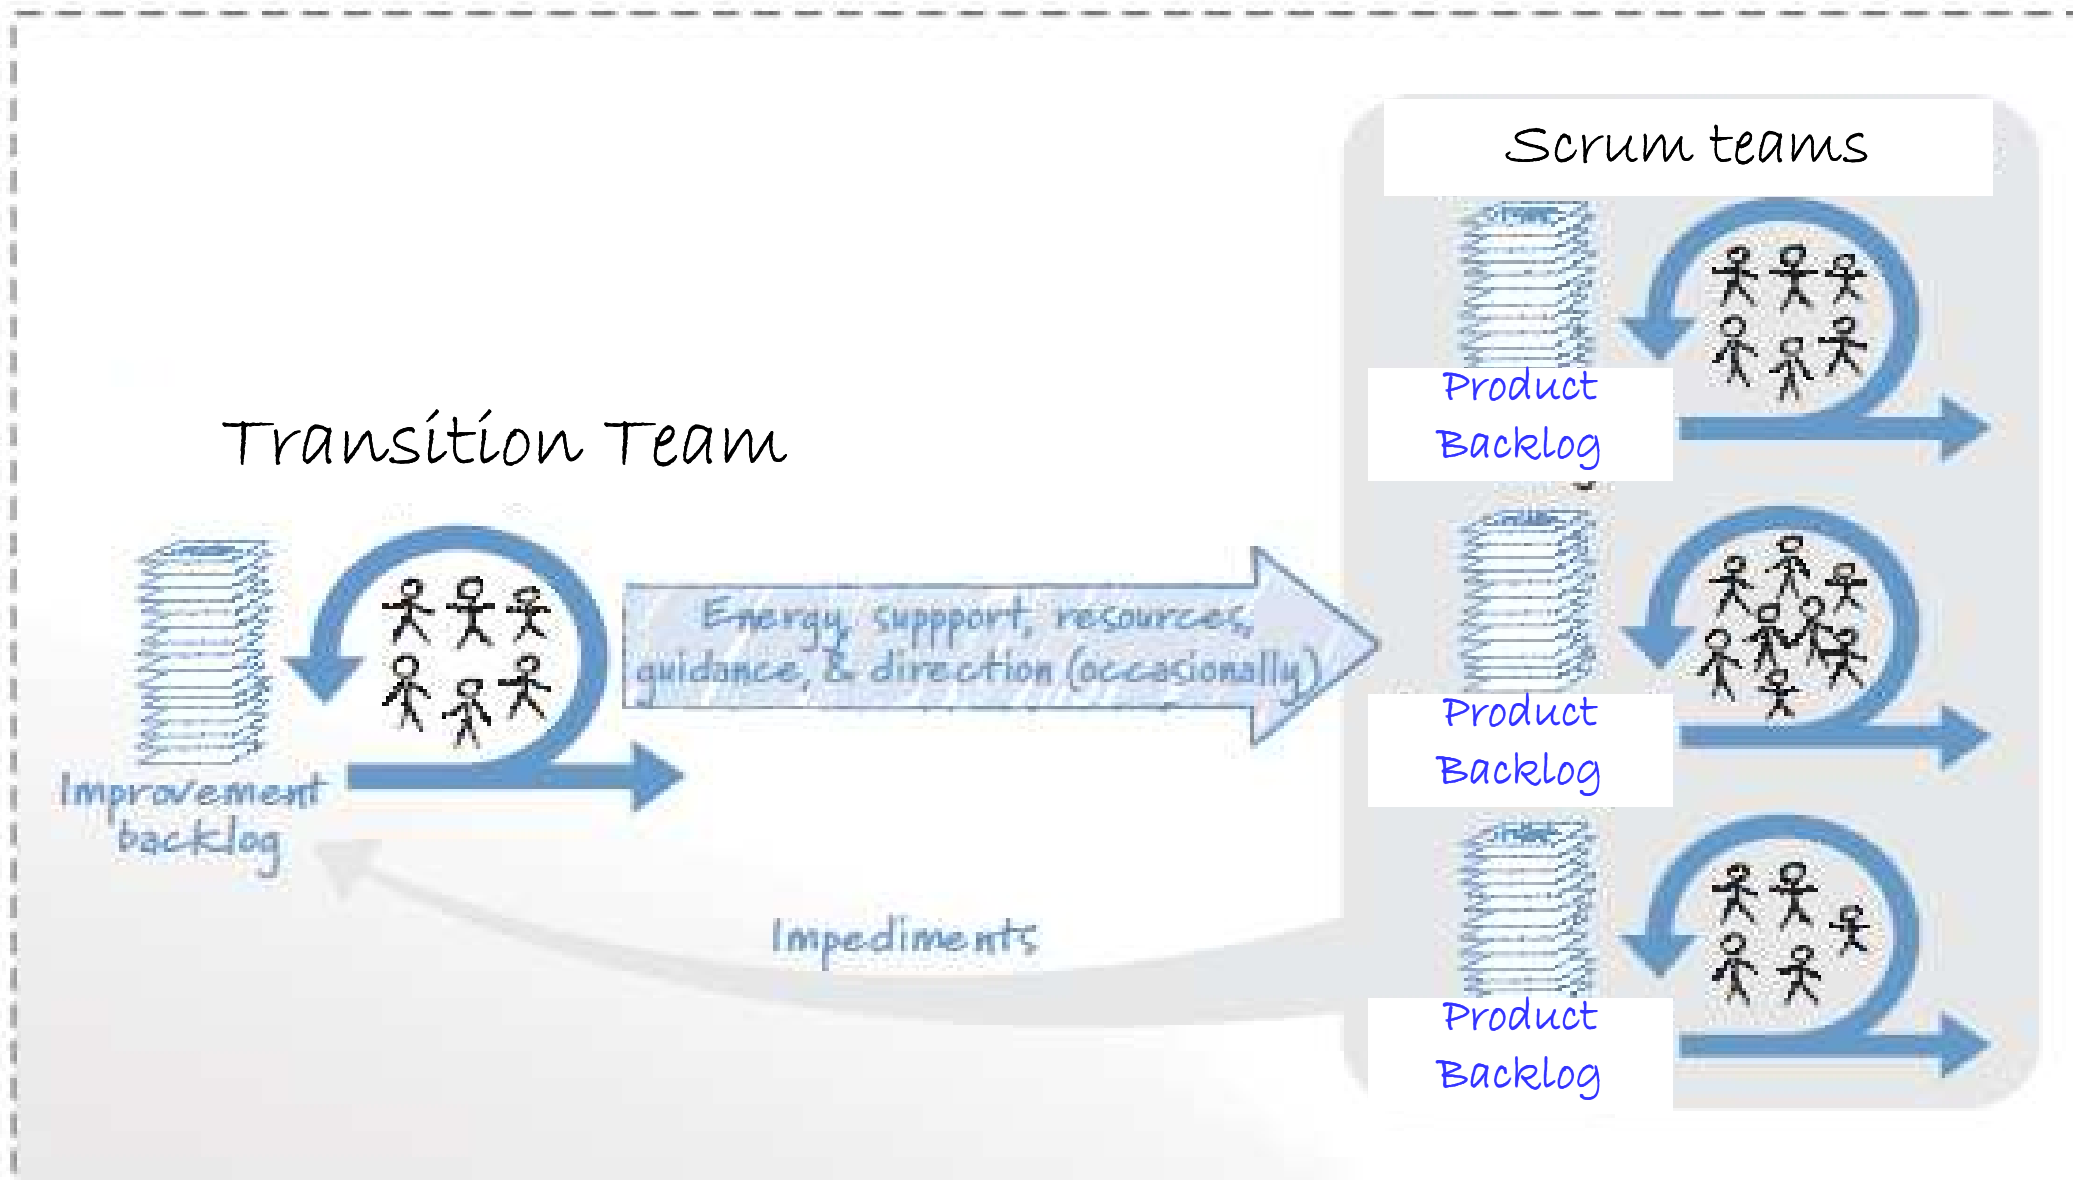 Scrum teams
Product
Backlog
Transition Team
Energy, suppport, resources,
guidance, & direction (occasionally)
Product
Backlog
Improvement
backlog
Impediments
Product
Backlog